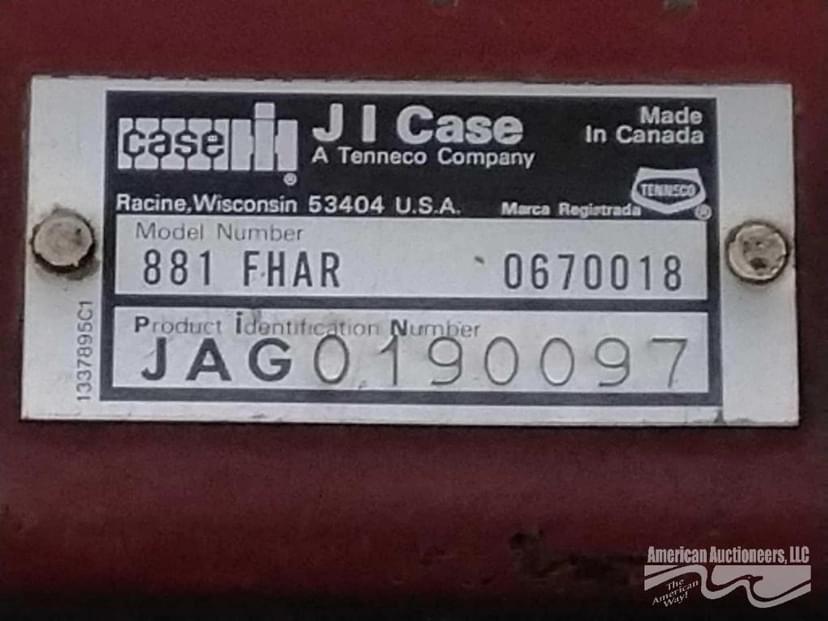 case IH ®
J I Case
A Tenneco Company
Made
In Canada
Racine, Wisconsin 53404 U.S.A.
Marca Registrada
TENNECO ®
Model Number
881 FHAR 0670018
Product Identification Number
JAG0190097
1337895C1
American Auctioneers, LLC
The
American
Way!